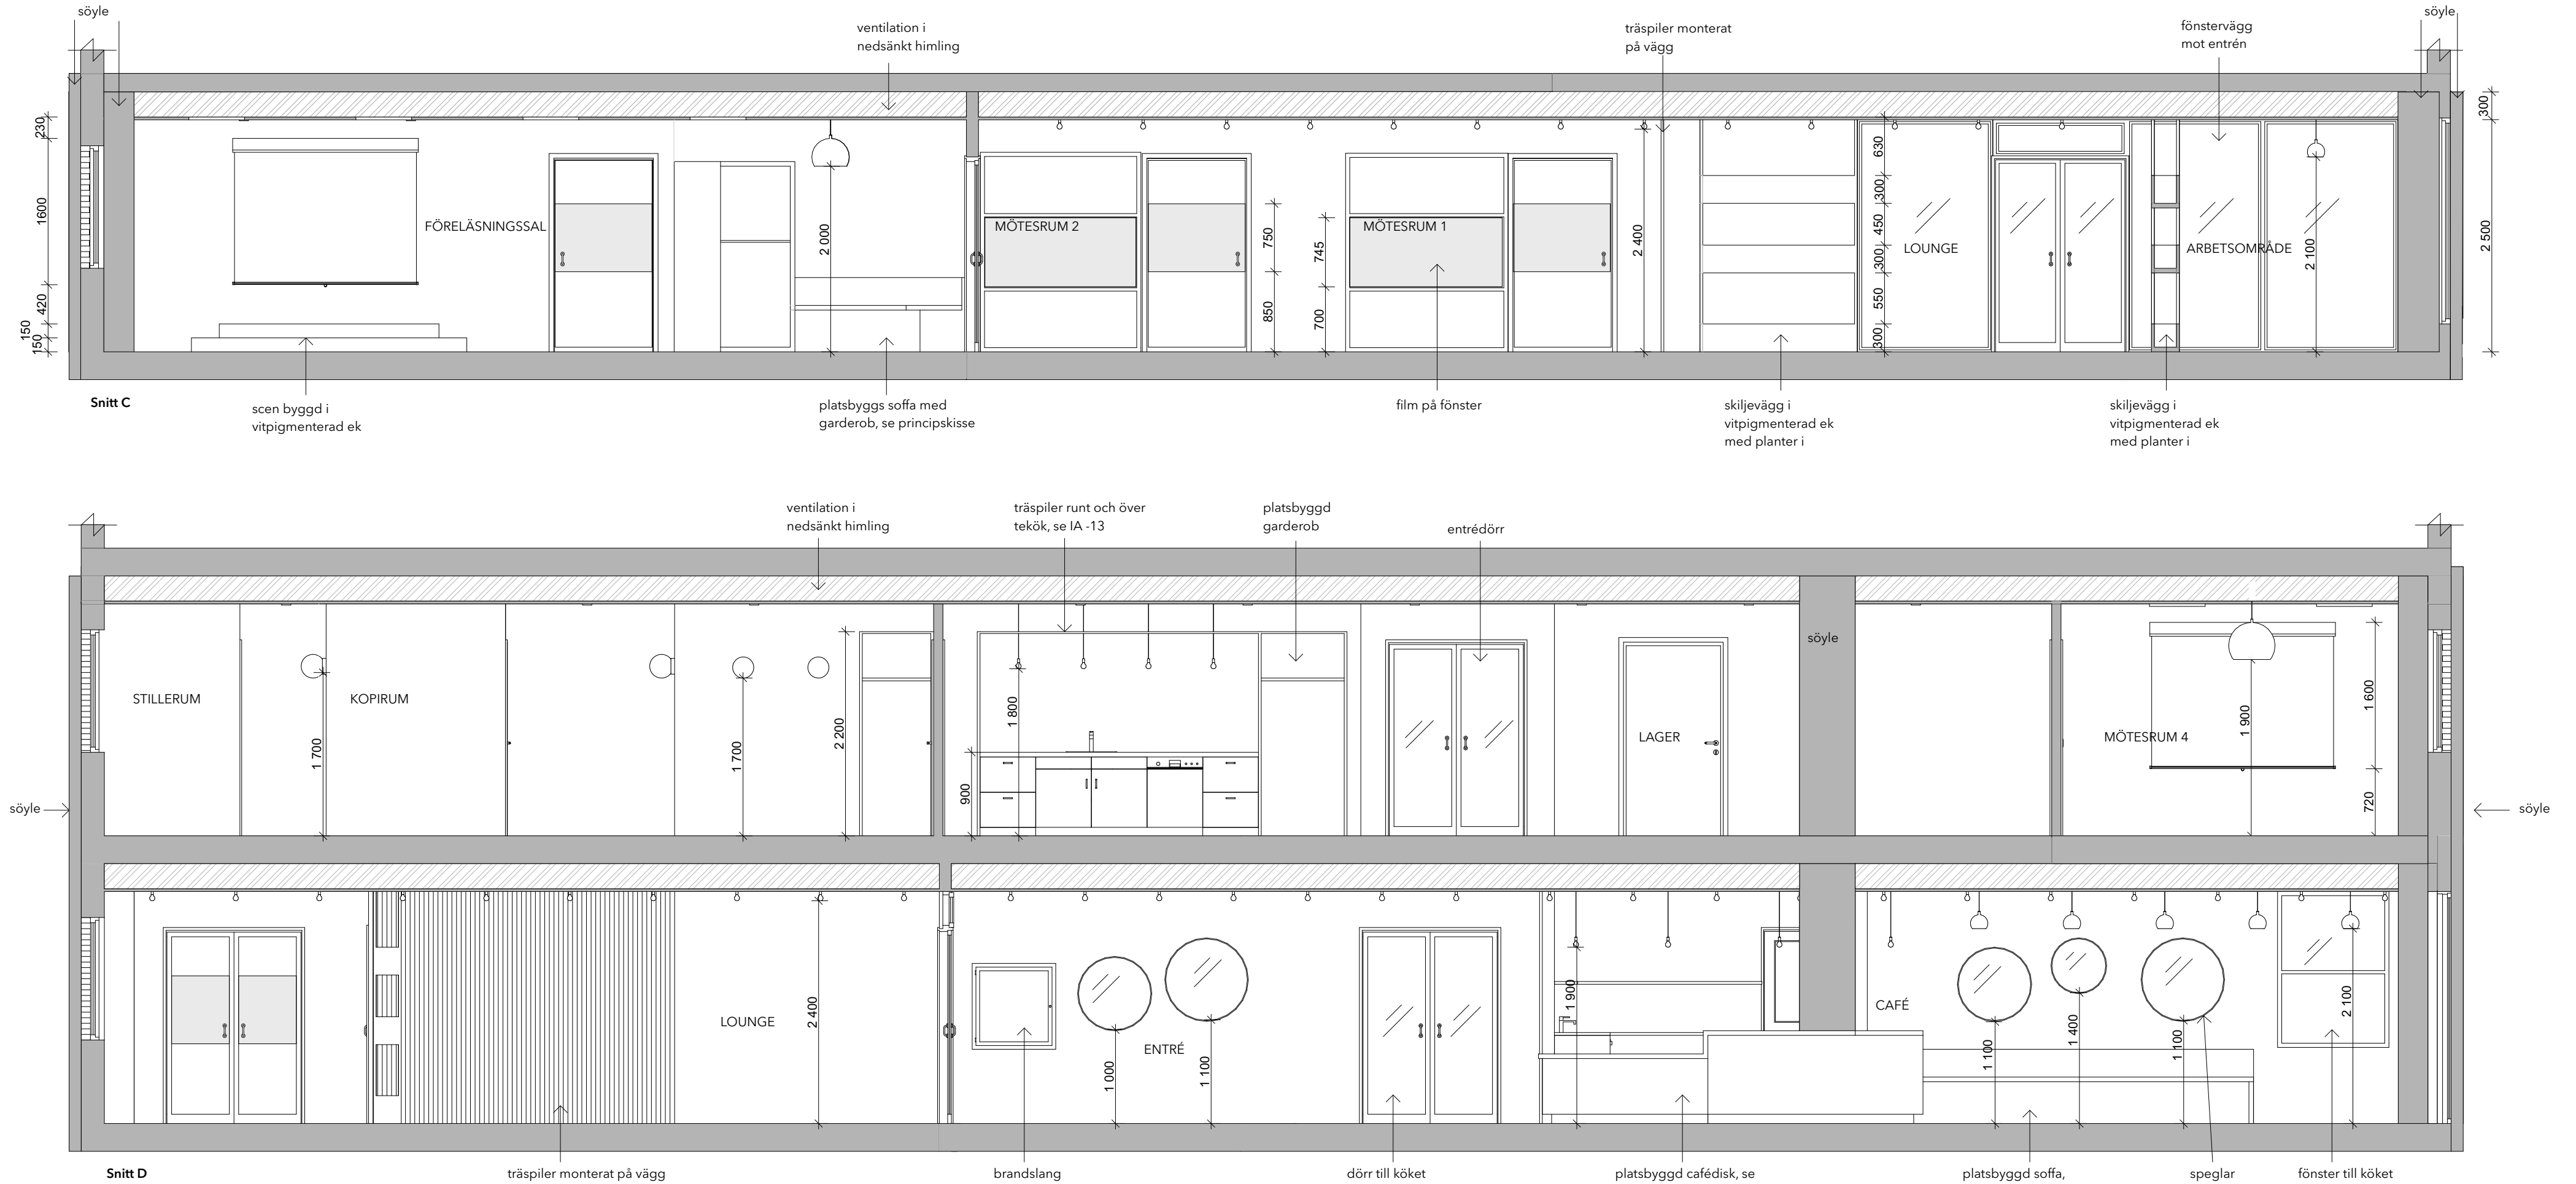 söyle
ventilation i
nedsänkt himling
träspiler monterat
på vägg
fönstervägg
mot entrén
söyle
230
1600
420
150
150
FÖRELÄSNINGSSAL
2 000
MÖTESRUM 2
750
850
745
700
MÖTESRUM 1
2 400
630
300
450
300
550
300
LOUNGE
ARBETSOMRÅDE
2 100
300
2 500
Snitt C
scen byggd i
vitpigmenterad ek
platsbyggs soffa med
garderob, se principskisse
film på fönster
skiljevägg i
vitpigmenterad ek
med planter i
skiljevägg i
vitpigmenterad ek
med planter i
ventilation i
nedsänkt himling
träspiler runt och över
tekök, se IA -13
platsbyggd
garderob
entrédörr
söyle
STILLERUM
1 700
KOPIRUM
1 700
2 200
900
1 800
LAGER
söyle
MÖTESRUM 4
1 900
1 600
720
söyle
LOUNGE
2 400
1 000
ENTRÉ
1 100
1 900
CAFÉ
1 100
1 400
1 100
2 100
Snitt D
träspiler monterat på vägg
brandslang
dörr till köket
platsbyggd cafédisk, se
platsbyggd soffa,
speglar
fönster till köket